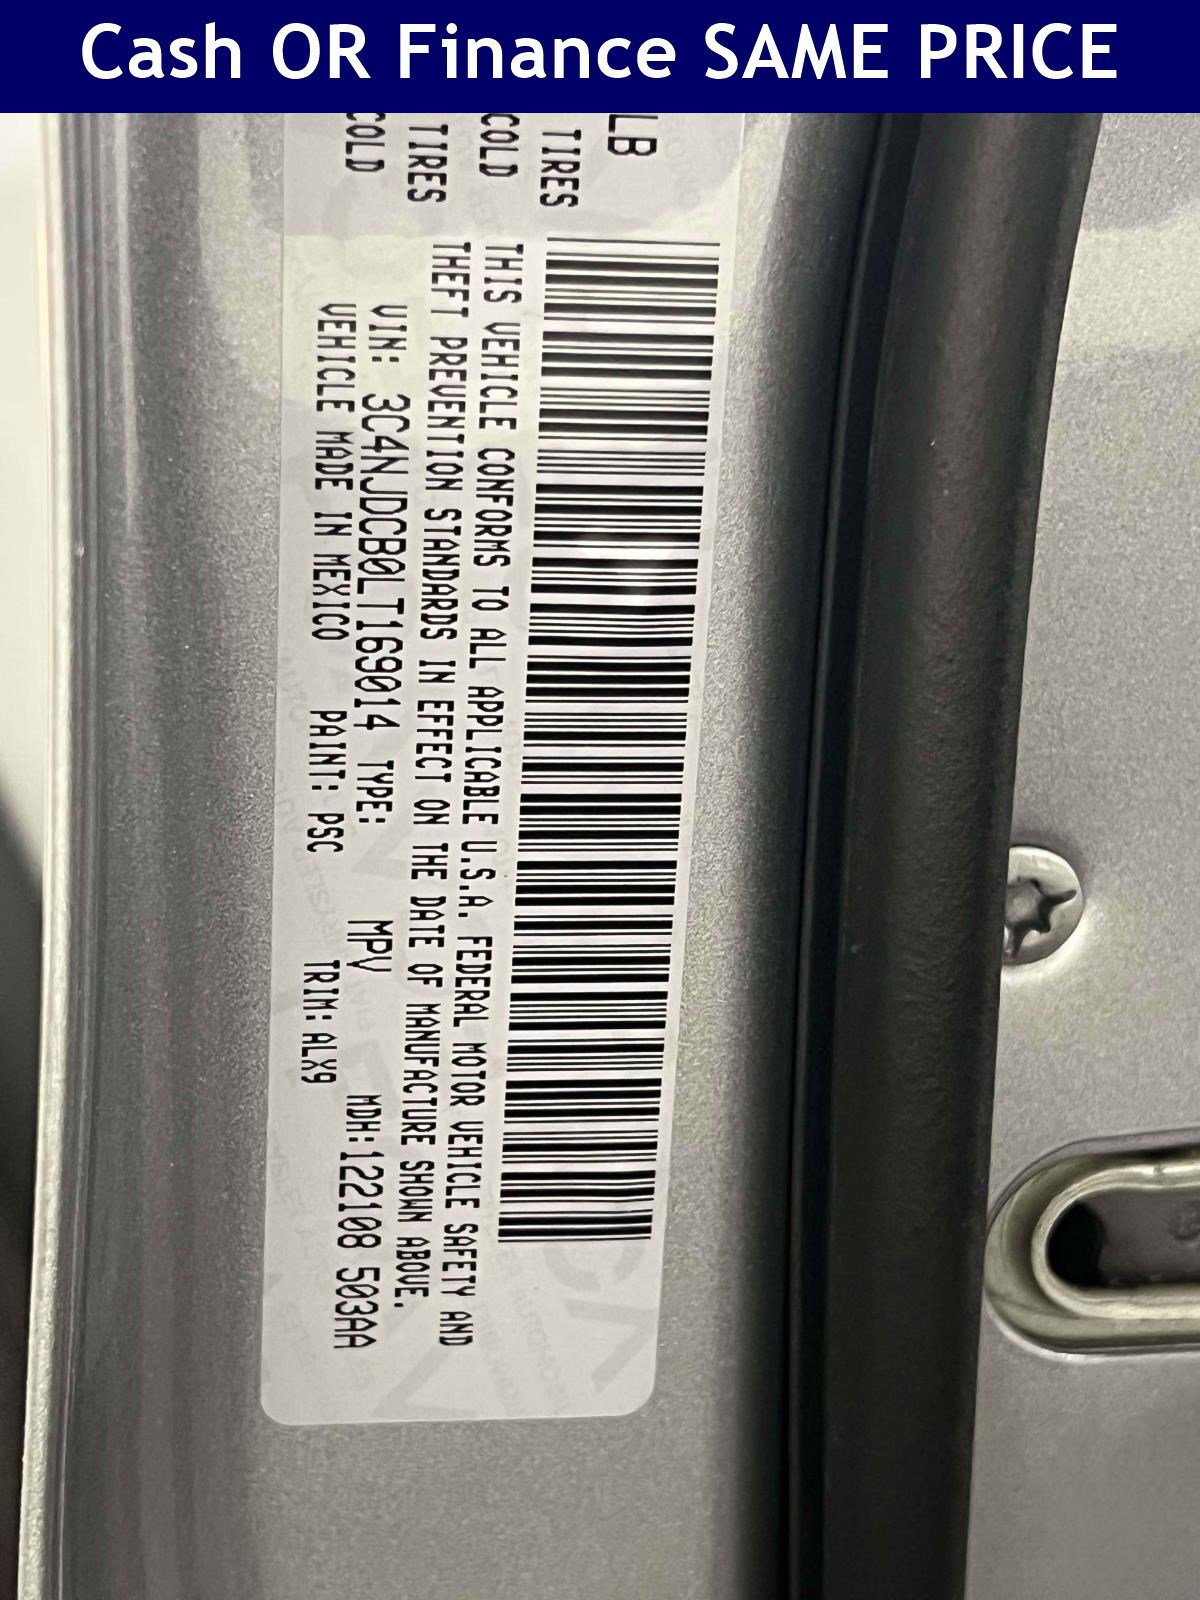 Cash OR Finance SAME PRICE
LB
TIRES
COLD
TIRES
COLD
THIS VEHICLE CONFORMS TO ALL APPLICABLE U.S.A. FEDERAL MOTOR VEHICLE SAFETY AND
THEFT PREVENTION STANDARDS IN EFFECT ON THE DATE OF MANUFACTURE SHOWN ABOVE.
VIN: 3C4NJDCB0LT169014 TYPE: MPV MDH:122108 503AA
VEHICLE MADE IN MEXICO PAINT: PSC TRIM: ALX9